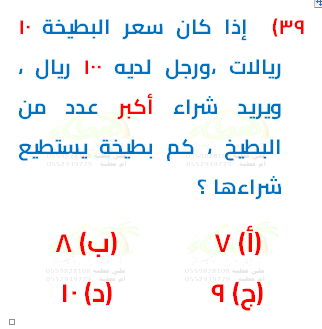 ٣٩) إذا كان سعر البطيخة ١٠
ريالات ،ورجل لديه ١٠٠ ريال ،
ويريد شراء أكبر عدد من
البطيخ ، كم بطيخة يستطيع
شراءها ؟
(أ) ٧ (ب) ٨
(ج) ٩ (د) ١٠